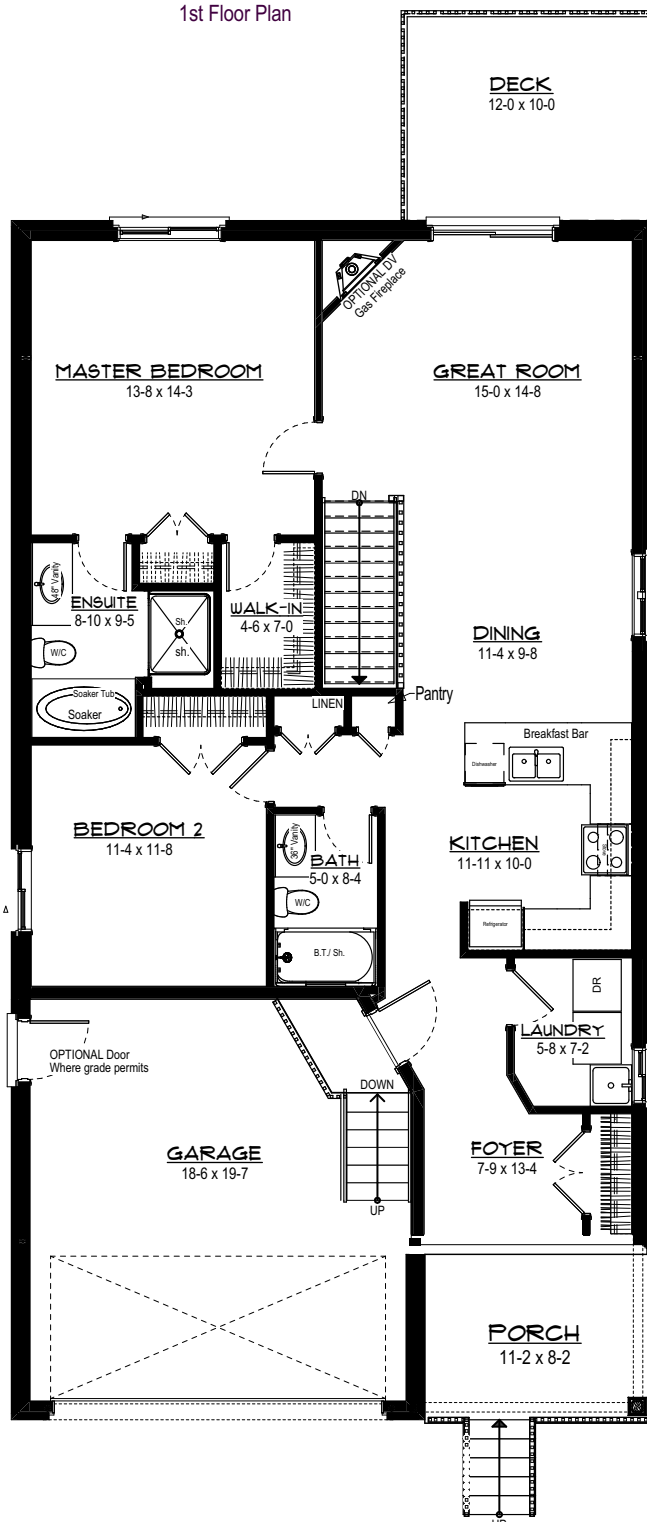 1st Floor Plan
DECK
12-0 x 10-0
OPTIONAL DV
Gas Fireplace
MASTER BEDROOM
13-8 x 14-3
GREAT ROOM
15-0 x 14-8
DN
48" Vanity
ENSUITE
8-10 x 9-5
W/C
Sh.
sh.
WALK-IN
4-6 x 7-0
DINING
11-4 x 9-8
Soaker Tub
Soaker
LINEN
Pantry
Breakfast Bar
Dishwasher
BEDROOM 2
11-4 x 11-8
36" Vanity
BATH
5-0 x 8-4
W/C
B.T./ Sh.
KITCHEN
11-11 x 10-0
Refrigerator
DR
LAUNDRY
5-8 x 7-2
OPTIONAL Door
Where grade permits
DOWN
GARAGE
18-6 x 19-7
UP
FOYER
7-9 x 13-4
PORCH
11-2 x 8-2
UP